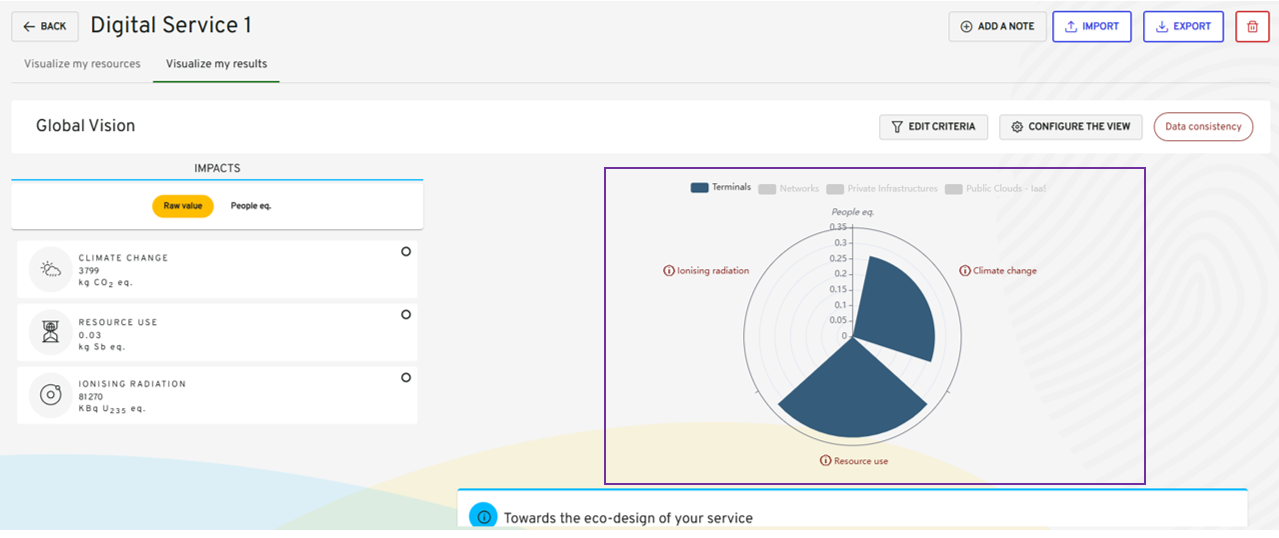 ← BACK
Digital Service 1
ADD A NOTE
IMPORT
EXPORT
Visualize my resources
Visualize my results
Global Vision
EDIT CRITERIA
CONFIGURE THE VIEW
Data consistency
IMPACTS
Raw value
People eq.
CLIMATE CHANGE
3799
kg CO2 eq.
RESOURCE USE
0.03
kg Sb eq.
IONISING RADIATION
81270
KBq U235 eq.
Terminals
Networks
Private Infrastructures
Public Clouds - IaaS
People eq.
0.35
0.3
0.25
0.2
0.15
0.1
0.05
0
Ionising radiation
Climate change
Resource use
Towards the eco-design of your service